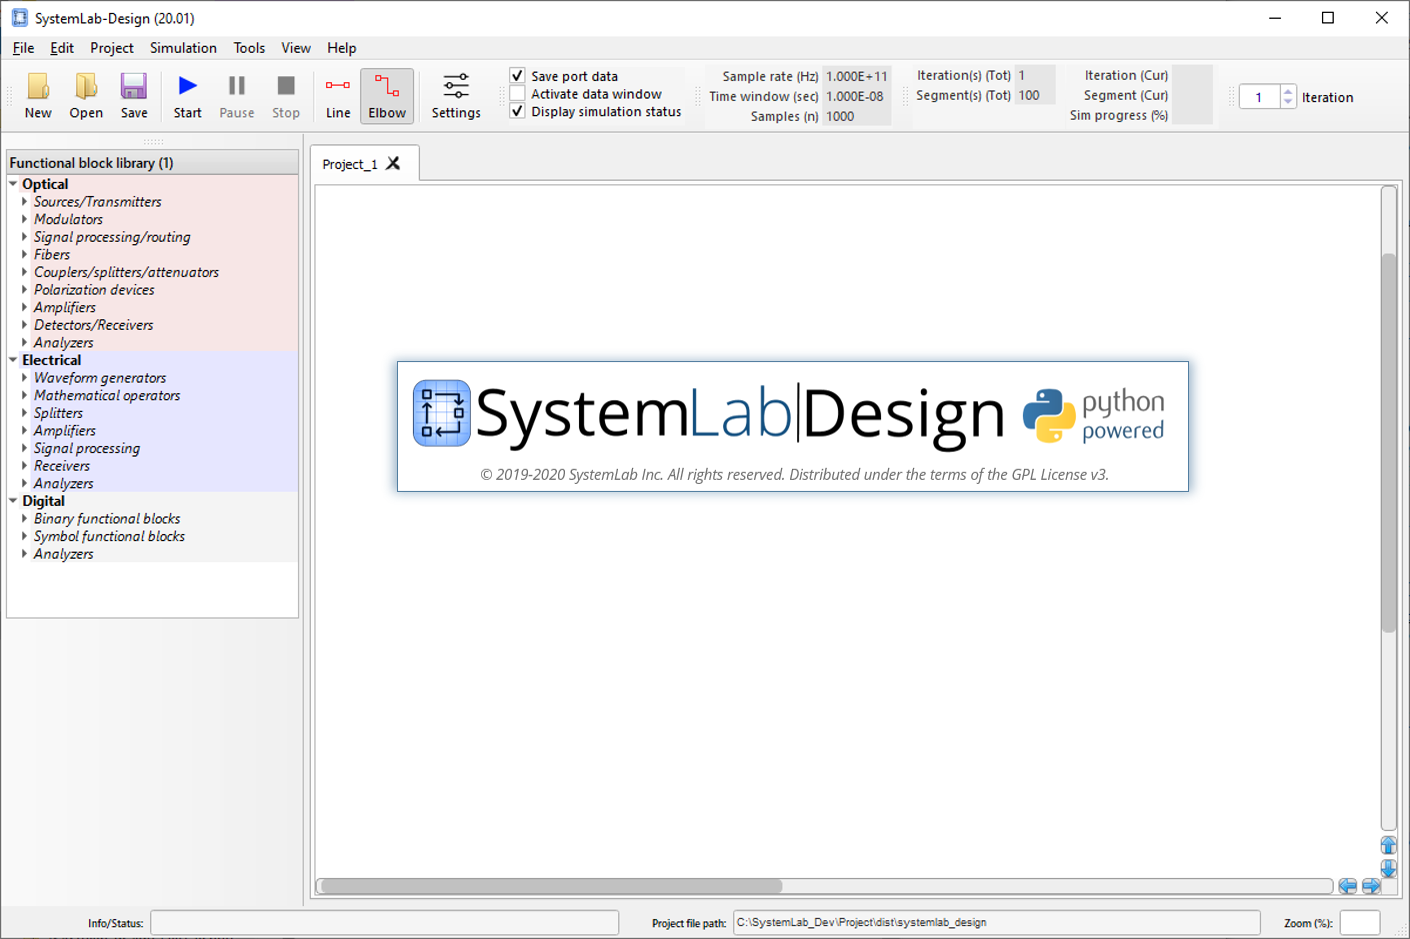 SystemLab-Design (20.01)
File Edit Project Simulation Tools View Help
New Open Save Start Pause Stop Line Elbow Settings
Save port data
Activate data window
Display simulation status
Sample rate (Hz) 1.000E+11
Time window (sec) 1.000E-08
Samples (n) 1000
Iteration(s) (Tot) 1
Segment(s) (Tot) 100
Iteration (Cur)
Segment (Cur)
Sim progress (%)
1 Iteration
Functional block library (1)
Optical
Sources/Transmitters
Modulators
Signal processing/routing
Fibers
Couplers/splitters/attenuators
Polarization devices
Amplifiers
Detectors/Receivers
Analyzers
Electrical
Waveform generators
Mathematical operators
Splitters
Amplifiers
Signal processing
Receivers
Analyzers
Digital
Binary functional blocks
Symbol functional blocks
Analyzers
Project_1
SystemLab|Design
python
powered
© 2019-2020 SystemLab Inc. All rights reserved. Distributed under the terms of the GPL License v3.
Info/Status:
Project file path: C:\SystemLab_Dev\Project\dist\systemlab_design
Zoom (%):